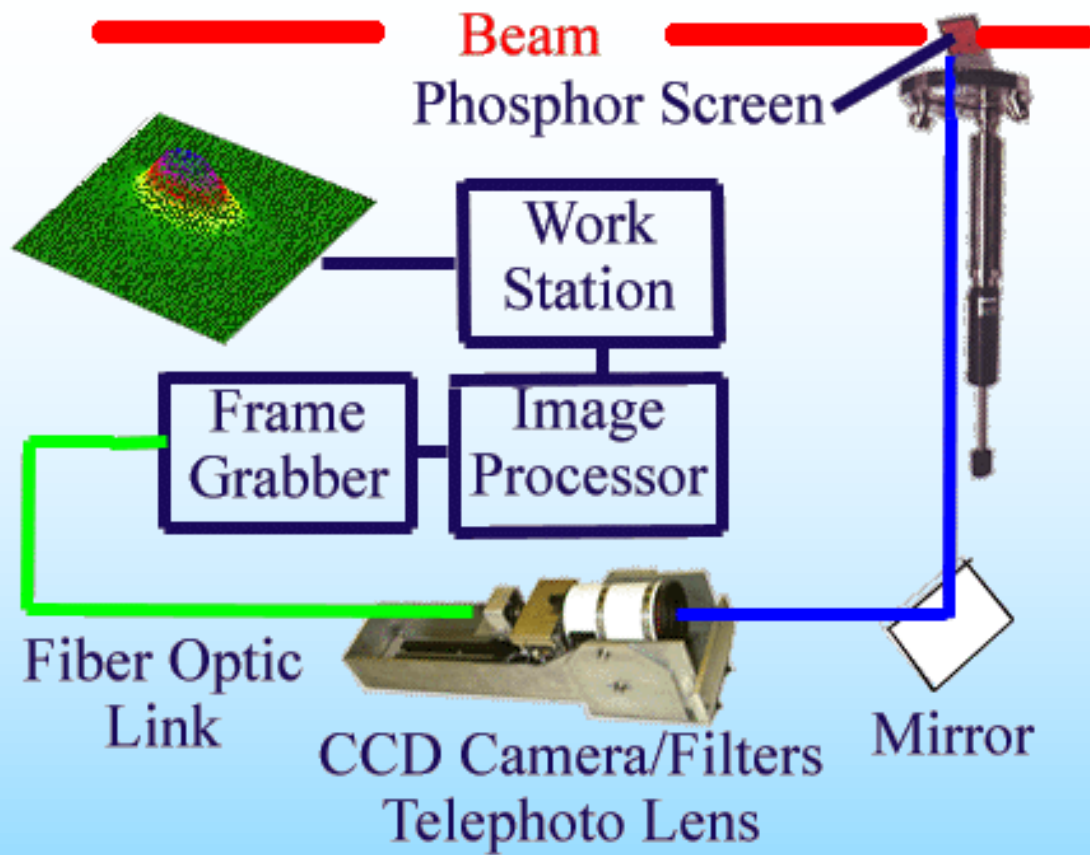 Beam
Phosphor Screen
Work
Station
Frame
Grabber
Image
Processor
Fiber Optic
Link
CCD Camera/Filters
Telephoto Lens
Mirror